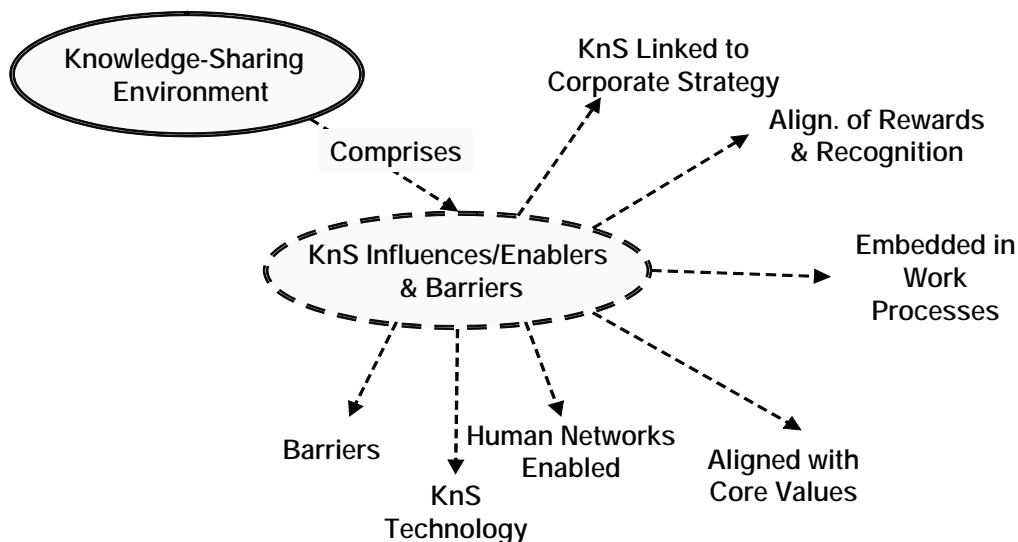 Knowledge-Sharing
Environment
Comprises
KnS Linked to
Corporate Strategy
Align. of Rewards
& Recognition
KnS Influences/Enablers
& Barriers
Embedded in
Work
Processes
Barriers
KnS
Technology
Human Networks
Enabled
Aligned with
Core Values